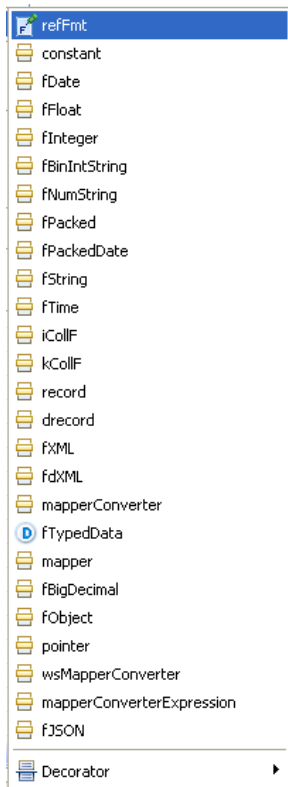 refFmt
constant
fDate
fFloat
fInteger
fBinIntString
fNumString
fPacked
fPackedDate
fString
fTime
iCollF
kCollF
record
drecord
fXML
fdXML
mapperConverter
fTypedData
mapper
fBigDecimal
fObject
pointer
wsMapperConverter
mapperConverterExpression
fJSON
Decorator